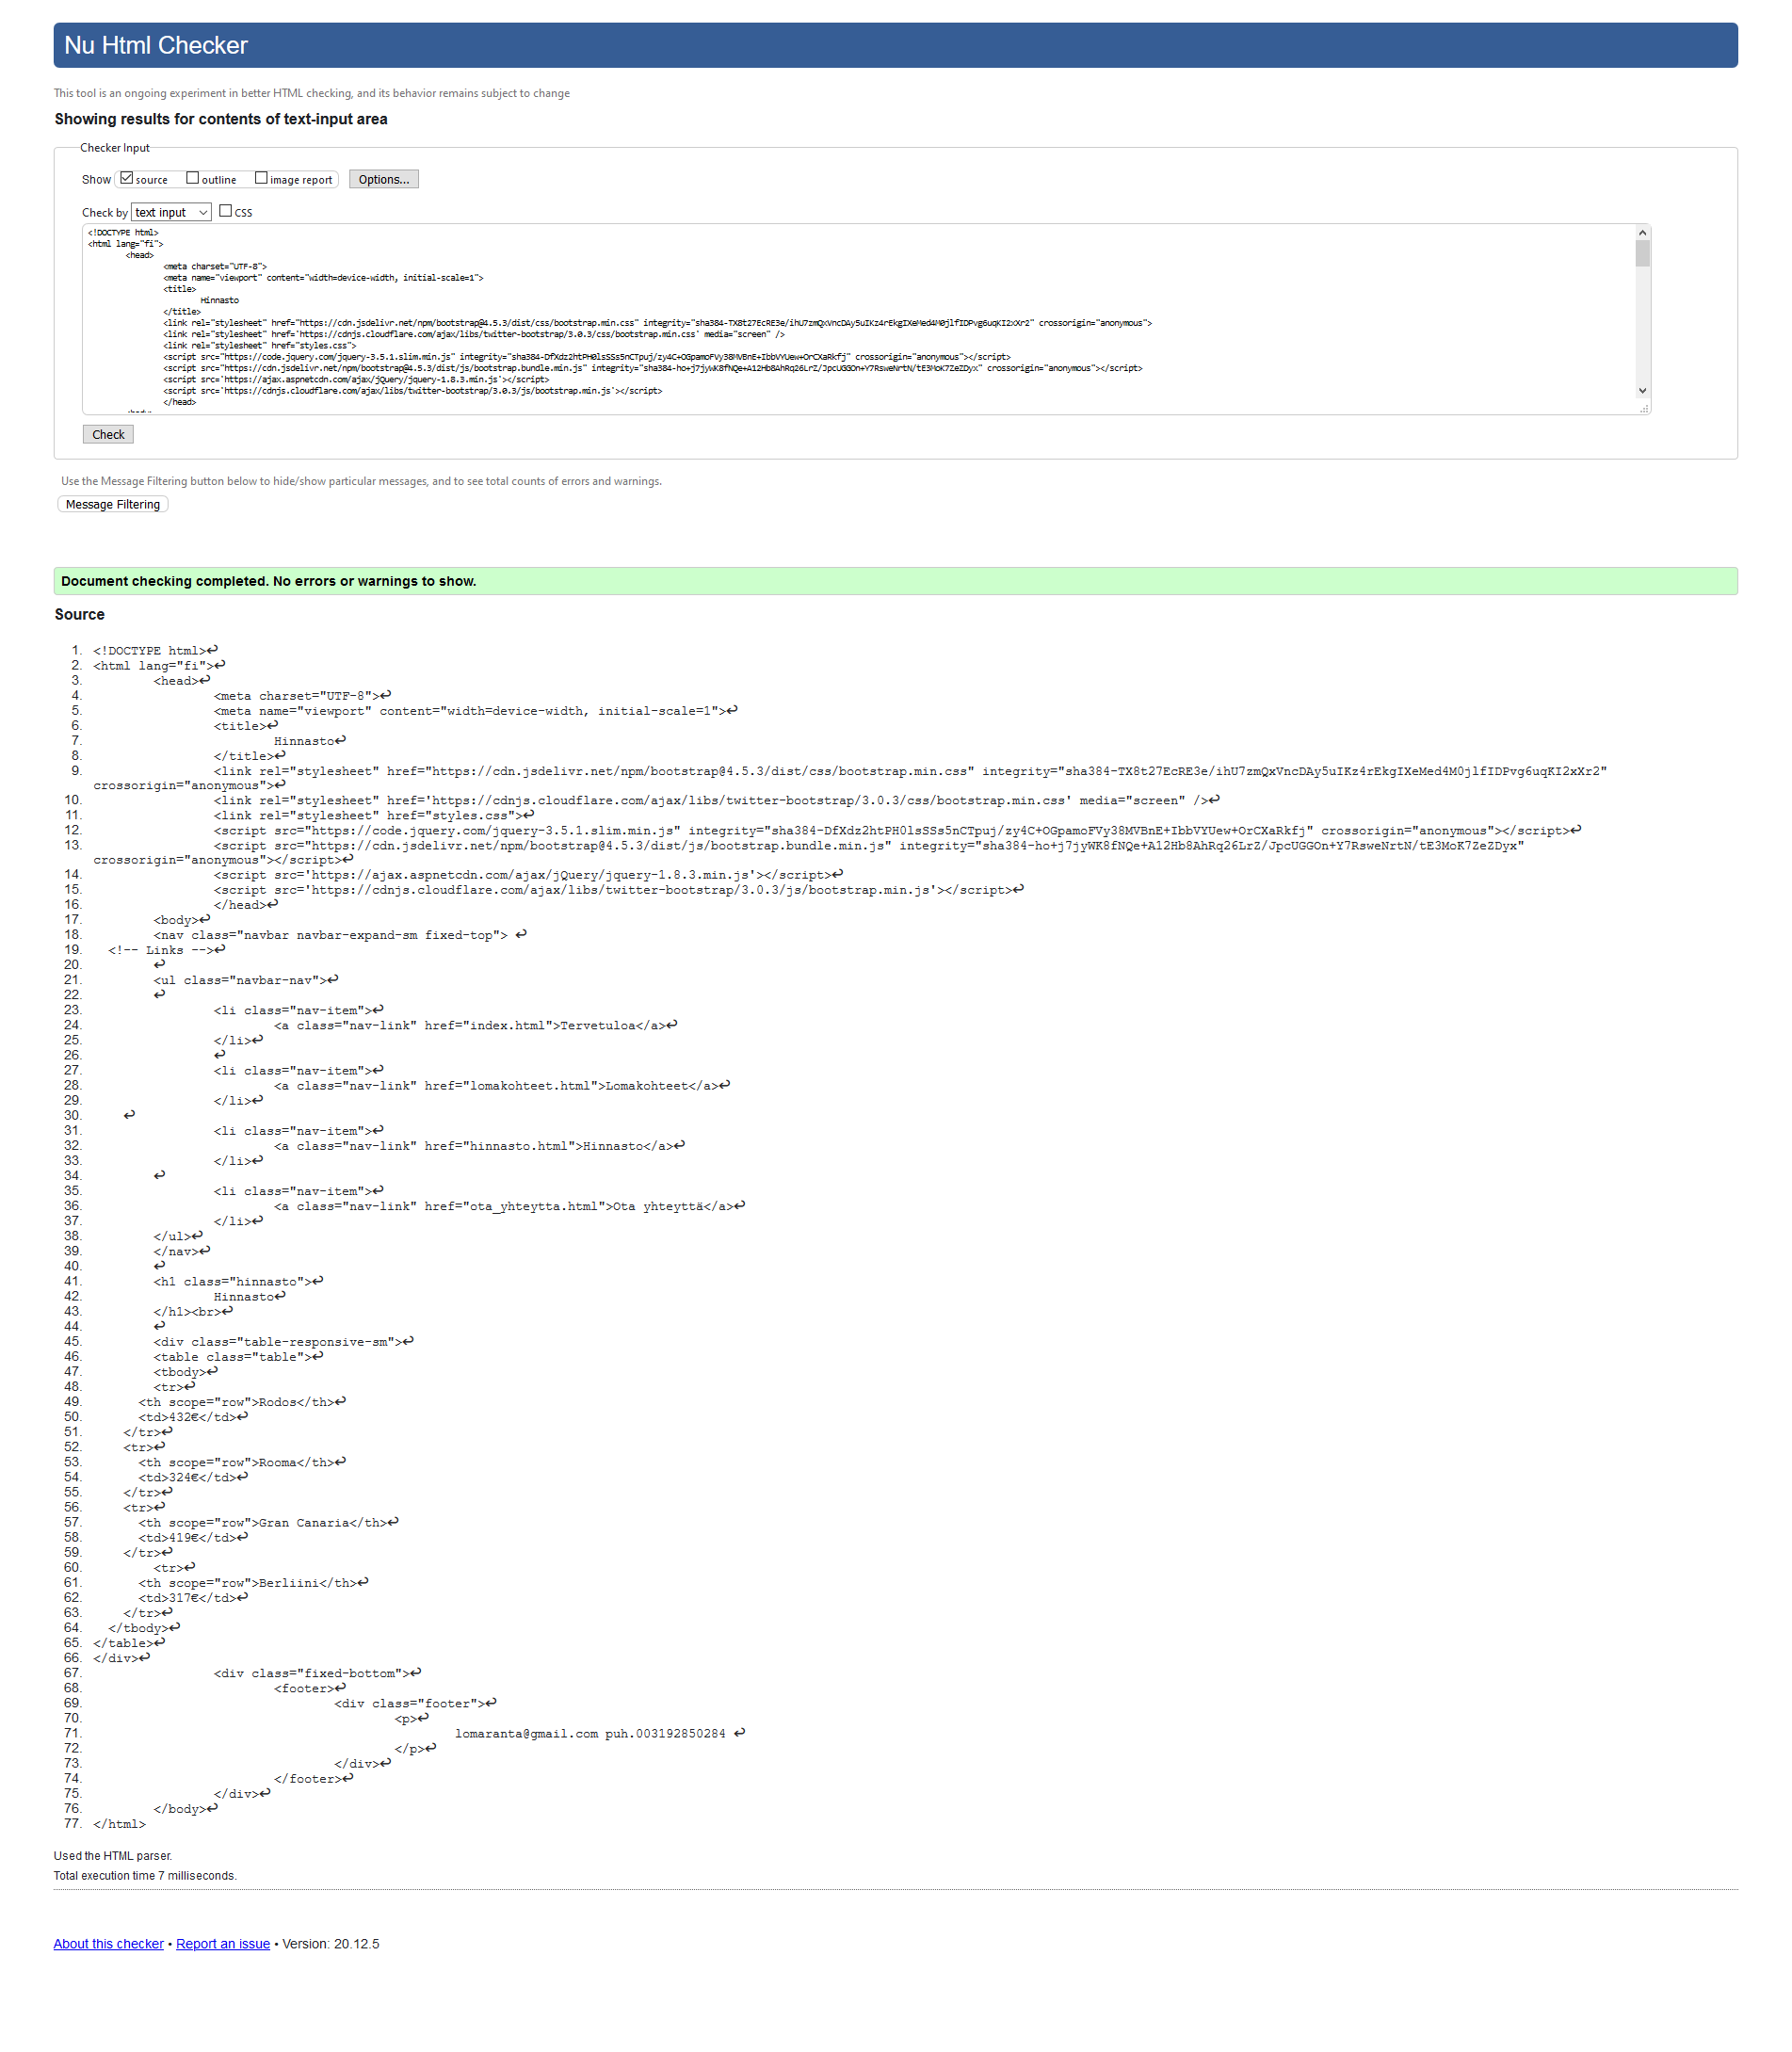 Nu Html Checker
This tool is an ongoing experiment in better HTML checking, and its behavior remains subject to change
Showing results for contents of text-input area
Checker Input
Show source outline image report Options...
Check by text input CSS
<!DOCTYPE html>
<html lang="fi">
<head>
<meta charset="UTF-8">
<meta name="viewport" content="width=device-width, initial-scale=1">
<title>
Hinnasto
</title>
<link rel="stylesheet" href="https://cdn.jsdelivr.net/npm/bootstrap@4.5.3/dist/css/bootstrap.min.css" integrity="sha384-TX8t27EcRE3e/ihU7zmQxVncDAy5uIKz4rEkgIXeMed4M0jlfIDPvg6uqKI2xXr2" crossorigin="anonymous">
<link rel="stylesheet" href='https://cdnjs.cloudflare.com/ajax/libs/twitter-bootstrap/3.0.3/css/bootstrap.min.css' media="screen" />
<link rel="stylesheet" href="styles.css">
<script src="https://code.jquery.com/jquery-3.5.1.slim.min.js" integrity="sha384-DfXdz2htPH0lsSSs5nCTpuj/zy4C+OGpamoFVy38MVBnE+IbbVYUew+OrCXaRkfj" crossorigin="anonymous"></script>
<script src="https://cdn.jsdelivr.net/npm/bootstrap@4.5.3/dist/js/bootstrap.bundle.min.js" integrity="sha384-ho+j7jyWK8fNQe+A12Hb8AhRq26LrZ/JpcUGGOn+Y7RsweNrtN/tE3MoK7ZeZDyx" crossorigin="anonymous"></script>
<script src='https://ajax.aspnetcdn.com/ajax/jQuery/jquery-1.8.3.min.js'></script>
<script src='https://cdnjs.cloudflare.com/ajax/libs/twitter-bootstrap/3.0.3/js/bootstrap.min.js'></script>
</head>
Check
Use the Message Filtering button below to hide/show particular messages, and to see total counts of errors and warnings.
Message Filtering
Document checking completed. No errors or warnings to show.
Source
1. <!DOCTYPE html>↩
2. <html lang="fi">↩
3. <head>↩
4. <meta charset="UTF-8">↩
5. <meta name="viewport" content="width=device-width, initial-scale=1">↩
6. <title>↩
7. Hinnasto↩
8. </title>↩
9. <link rel="stylesheet" href="https://cdn.jsdelivr.net/npm/bootstrap@4.5.3/dist/css/bootstrap.min.css" integrity="sha384-TX8t27EcRE3e/ihU7zmQxVncDAy5uIKz4rEkgIXeMed4M0jlfIDPvg6uqKI2xXr2"
crossorigin="anonymous">↩
10. <link rel="stylesheet" href='https://cdnjs.cloudflare.com/ajax/libs/twitter-bootstrap/3.0.3/css/bootstrap.min.css' media="screen" />↩
11. <link rel="stylesheet" href="styles.css">↩
12. <script src="https://code.jquery.com/jquery-3.5.1.slim.min.js" integrity="sha384-DfXdz2htPH0lsSSs5nCTpuj/zy4C+OGpamoFVy38MVBnE+IbbVYUew+OrCXaRkfj" crossorigin="anonymous"></script>↩
13. <script src="https://cdn.jsdelivr.net/npm/bootstrap@4.5.3/dist/js/bootstrap.bundle.min.js" integrity="sha384-ho+j7jyWK8fNQe+A12Hb8AhRq26LrZ/JpcUGGOn+Y7RsweNrtN/tE3MoK7ZeZDyx"
crossorigin="anonymous"></script>↩
14. <script src='https://ajax.aspnetcdn.com/ajax/jQuery/jquery-1.8.3.min.js'></script>↩
15. <script src='https://cdnjs.cloudflare.com/ajax/libs/twitter-bootstrap/3.0.3/js/bootstrap.min.js'></script>↩
16. </head>↩
17. <body>↩
18. <nav class="navbar navbar-expand-sm fixed-top"> ↩
19. <!-- Links -->↩
20. ↩
21. <ul class="navbar-nav">↩
22. ↩
23. <li class="nav-item">↩
24. <a class="nav-link" href="index.html">Tervetuloa</a>↩
25. </li>↩
26. ↩
27. <li class="nav-item">↩
28. <a class="nav-link" href="lomakohteet.html">Lomakohteet</a>↩
29. </li>↩
30. ↩
31. <li class="nav-item">↩
32. <a class="nav-link" href="hinnasto.html">Hinnasto</a>↩
33. </li>↩
34. ↩
35. <li class="nav-item">↩
36. <a class="nav-link" href="ota_yhteytta.html">Ota yhteyttä</a>↩
37. </li>↩
38. </ul>↩
39. </nav>↩
40. ↩
41. <h1 class="hinnasto">↩
42. Hinnasto↩
43. </h1><br>↩
44. ↩
45. <div class="table-responsive-sm">↩
46. <table class="table">↩
47. <tbody>↩
48. <tr>↩
49. <th scope="row">Rodos</th>↩
50. <td>432€</td>↩
51. </tr>↩
52. <tr>↩
53. <th scope="row">Rooma</th>↩
54. <td>324€</td>↩
55. </tr>↩
56. <tr>↩
57. <th scope="row">Gran Canaria</th>↩
58. <td>419€</td>↩
59. </tr>↩
60. <tr>↩
61. <th scope="row">Berliini</th>↩
62. <td>317€</td>↩
63. </tr>↩
64. </tbody>↩
65. </table>↩
66. </div>↩
67. <div class="fixed-bottom">↩
68. <footer>↩
69. <div class="footer">↩
70. <p>↩
71. lomaranta@gmail.com puh.003192850284 ↩
72. </p>↩
73. </div>↩
74. </footer>↩
75. </div>↩
76. </body>↩
77. </html>
Used the HTML parser.
Total execution time 7 milliseconds.
About this checker • Report an issue • Version: 20.12.5